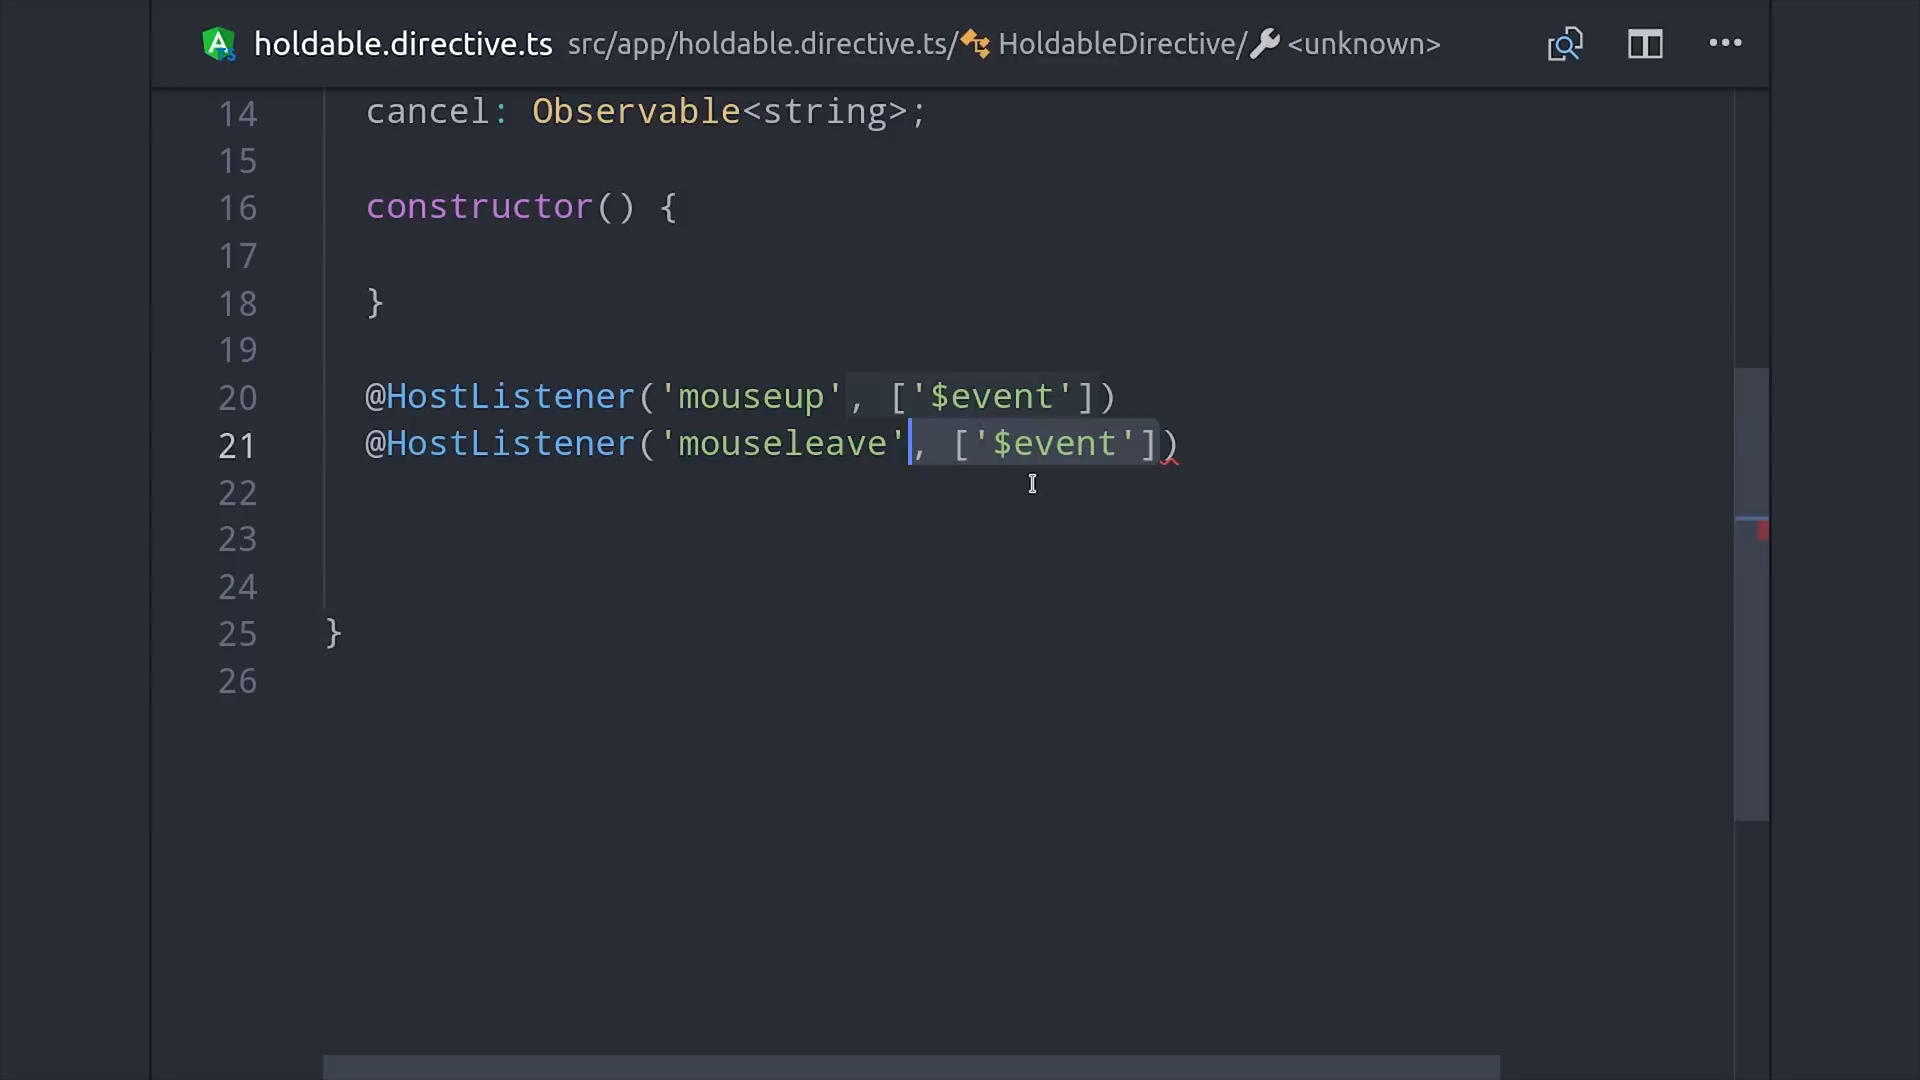 holdable.directive.ts src/app/holdable.directive.ts/ HoldableDirective/ <unknown>
14 cancel: Observable<string>;
15
16 constructor() {
17
18 }
19
20 @HostListener('mouseup', ['$event'])
21 @HostListener('mouseleave', ['$event'])
22
23
24
25 }
26